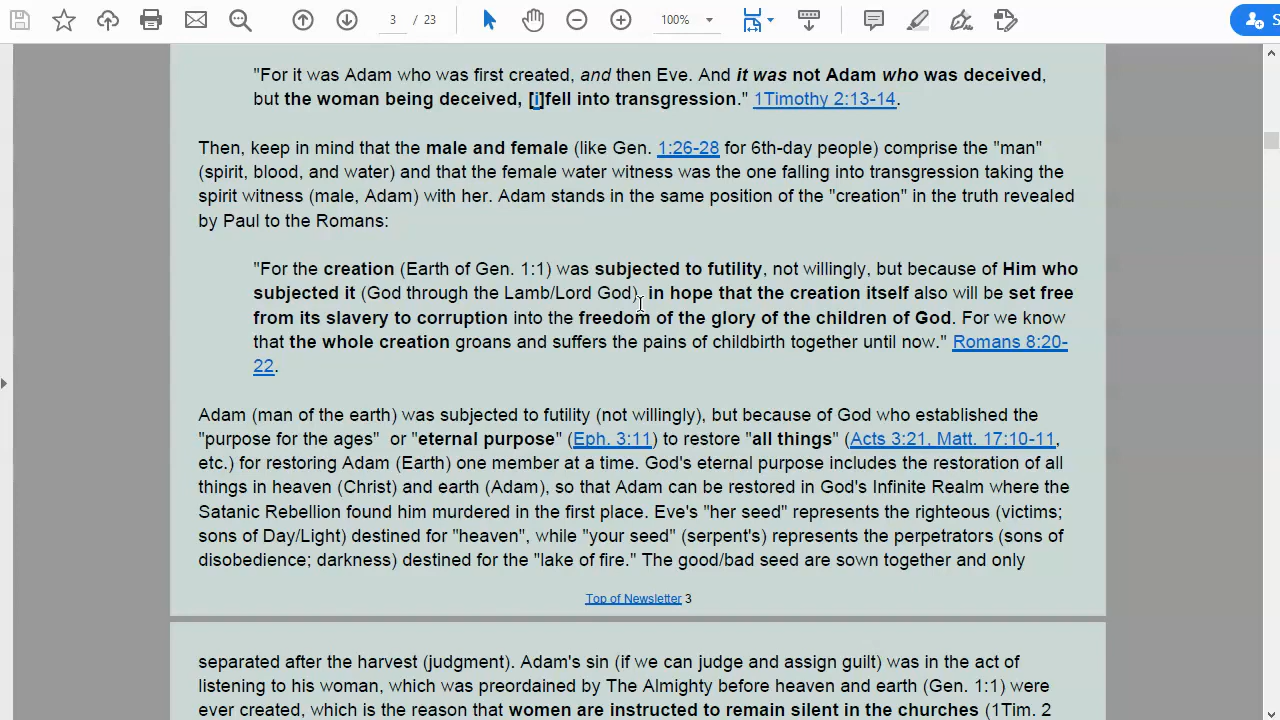 3 / 23
100%
S
"For it was Adam who was first created, and then Eve. And it was not Adam who was deceived,
but the woman being deceived, [i]fell into transgression." 1Timothy 2:13-14.
Then, keep in mind that the male and female (like Gen. 1:26-28 for 6th-day people) comprise the "man"
(spirit, blood, and water) and that the female water witness was the one falling into transgression taking the
spirit witness (male, Adam) with her. Adam stands in the same position of the "creation" in the truth revealed
by Paul to the Romans:
"For the creation (Earth of Gen. 1:1) was subjected to futility, not willingly, but because of Him who
subjected it (God through the Lamb/Lord God), in hope that the creation itself also will be set free
from its slavery to corruption into the freedom of the glory of the children of God. For we know
that the whole creation groans and suffers the pains of childbirth together until now." Romans 8:20-
22.
Adam (man of the earth) was subjected to futility (not willingly), but because of God who established the
"purpose for the ages" or "eternal purpose" (Eph. 3:11) to restore "all things" (Acts 3:21, Matt. 17:10-11,
etc.) for restoring Adam (Earth) one member at a time. God's eternal purpose includes the restoration of all
things in heaven (Christ) and earth (Adam), so that Adam can be restored in God's Infinite Realm where the
Satanic Rebellion found him murdered in the first place. Eve's "her seed" represents the righteous (victims;
sons of Day/Light) destined for "heaven", while "your seed" (serpent's) represents the perpetrators (sons of
disobedience; darkness) destined for the "lake of fire." The good/bad seed are sown together and only
Top of Newsletter 3
separated after the harvest (judgment). Adam's sin (if we can judge and assign guilt) was in the act of
listening to his woman, which was preordained by The Almighty before heaven and earth (Gen. 1:1) were
ever created, which is the reason that women are instructed to remain silent in the churches (1Tim. 2